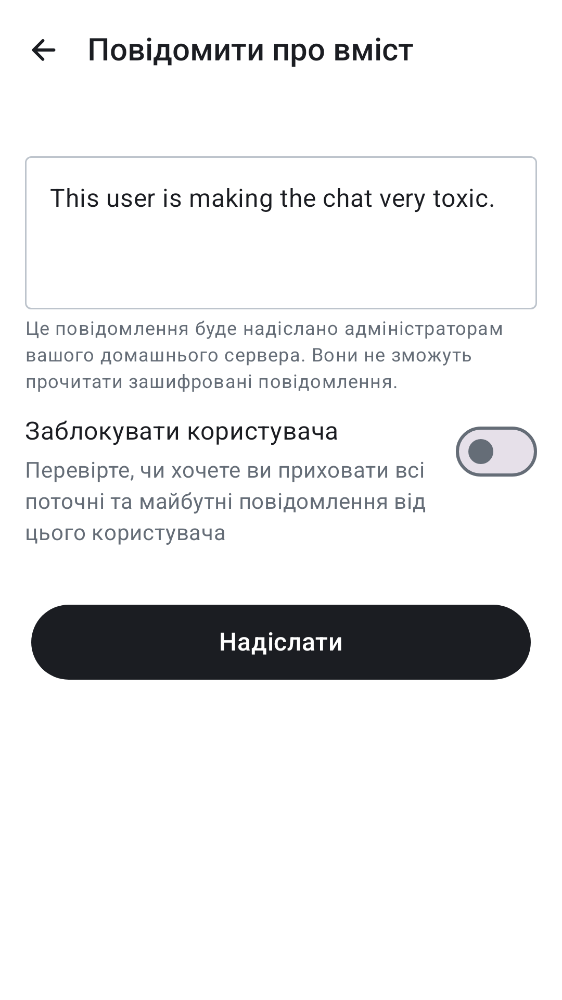 Повідомити про вміст
This user is making the chat very toxic.
Це повідомлення буде надіслано адміністраторам
вашого домашнього сервера. Вони не зможуть
прочитати зашифровані повідомлення.
Заблокувати користувача
Перевірте, чи хочете ви приховати всі
поточні та майбутні повідомлення від
цього користувача
Надіслати